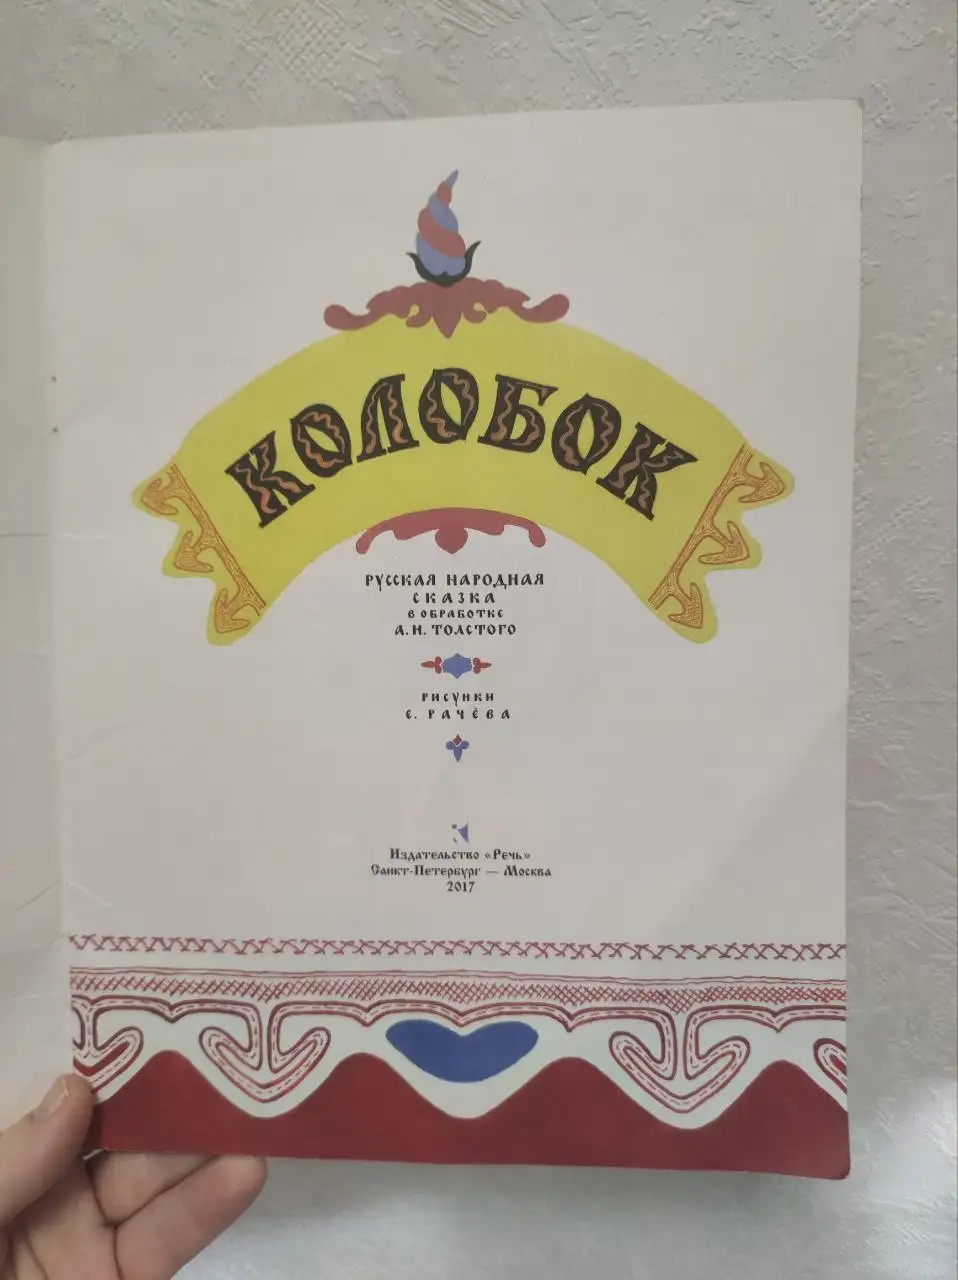 КОЛОБОК
РУССКАЯ НАРОДНАЯ
СКАЗКА
В ОБРАБОТКЕ
А.Н. ТОЛСТОГО
РИСУНКИ
Е. РАЧЁВА
Издательство «Речь»
Санкт-Петербург — Москва
2017